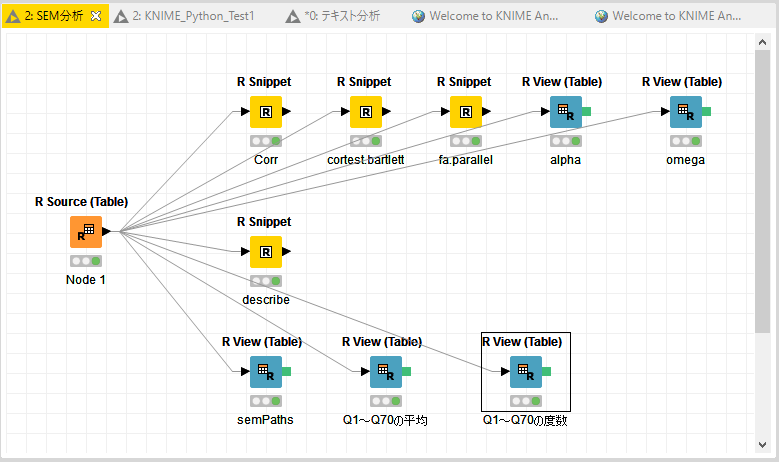 2: SEM分析
2: KNIME_Python_Test1
*0: テキスト分析
Welcome to KNIME An...
Welcome to KNIME An...
R Snippet
R Snippet
R Snippet
R View (Table)
R View (Table)
R
R
R
R
R
Corr
cortest.bartlett
fa.parallel
alpha
omega
R Source (Table)
R
Node 1
R Snippet
R
describe
R View (Table)
R View (Table)
R View (Table)
R
R
R
semPaths
Q1～Q70の平均
Q1～Q70の度数